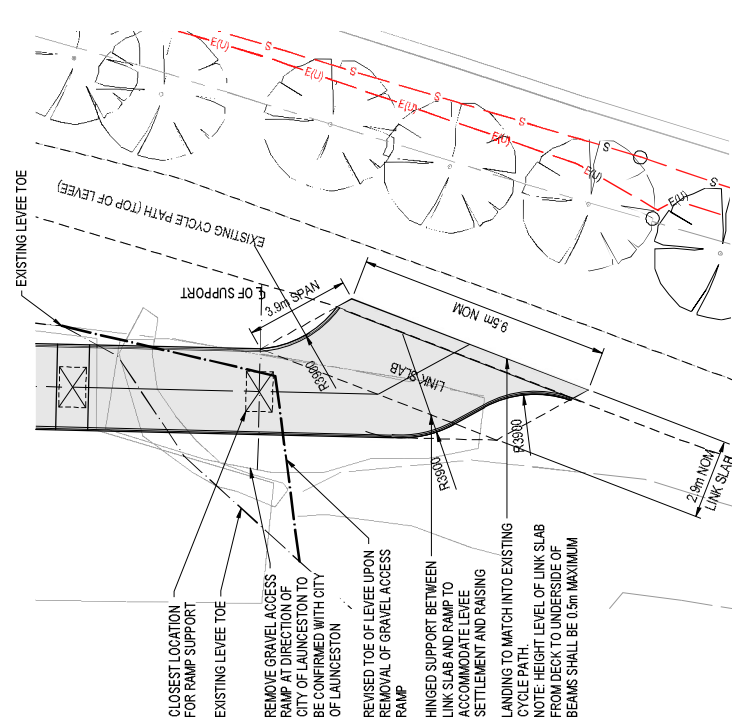 S
E(U)
S
E(U)
S
E(U)
S
E(U)
S
E(U)
S
E(U)
EXISTING LEVEE TOE
EXISTING CYCLE PATH (TOP OF LEVEE)
℄ OF SUPPORT
3.9m SPAN
9.5m NOM
LINK SLAB
R3900
R3900
R3900
2.9m NOM
LINK SLAB
CLOSEST LOCATION
FOR RAMP SUPPORT
EXISTING LEVEE TOE
REMOVE GRAVEL ACCESS
RAMP AT DIRECTION OF
CITY OF LAUNCESTON TO
BE CONFIRMED WITH CITY
OF LAUNCESTON
REVISED TOE OF LEVEE UPON
REMOVAL OF GRAVEL ACCESS
RAMP
HINGED SUPPORT BETWEEN
LINK SLAB AND RAMP TO
ACCOMMODATE LEVEE
SETTLEMENT AND RAISING
LANDING TO MATCH INTO EXISTING
CYCLE PATH.
NOTE: HEIGHT LEVEL OF LINK SLAB
FROM DECK TO UNDERSIDE OF
BEAMS SHALL BE 0.5m MAXIMUM